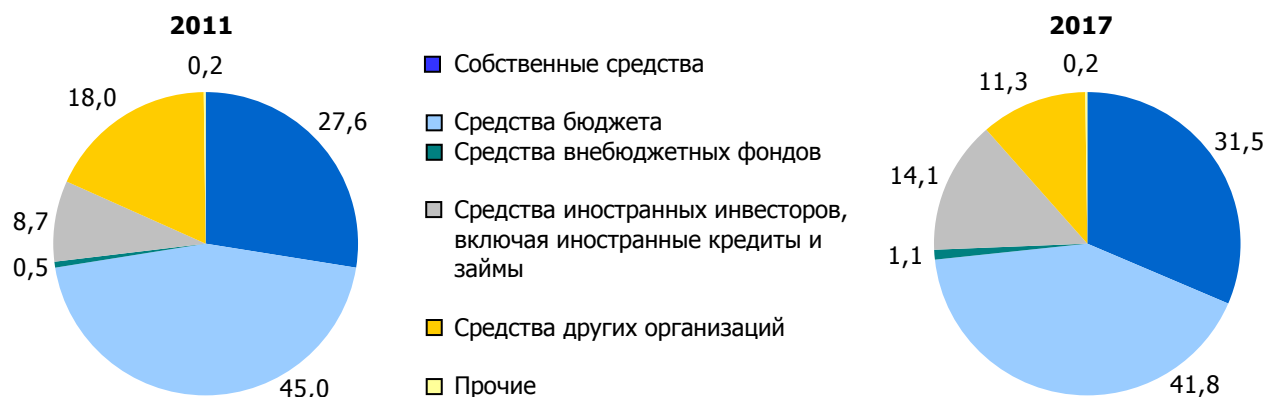 2011
0,2
18,0
27,6
8,7
0,5
45,0
Собственные средства
Средства бюджета
Средства внебюджетных фондов
Средства иностранных инвесторов,
включая иностранные кредиты и
займы
Средства других организаций
Прочие
2017
0,2
11,3
31,5
14,1
1,1
41,8